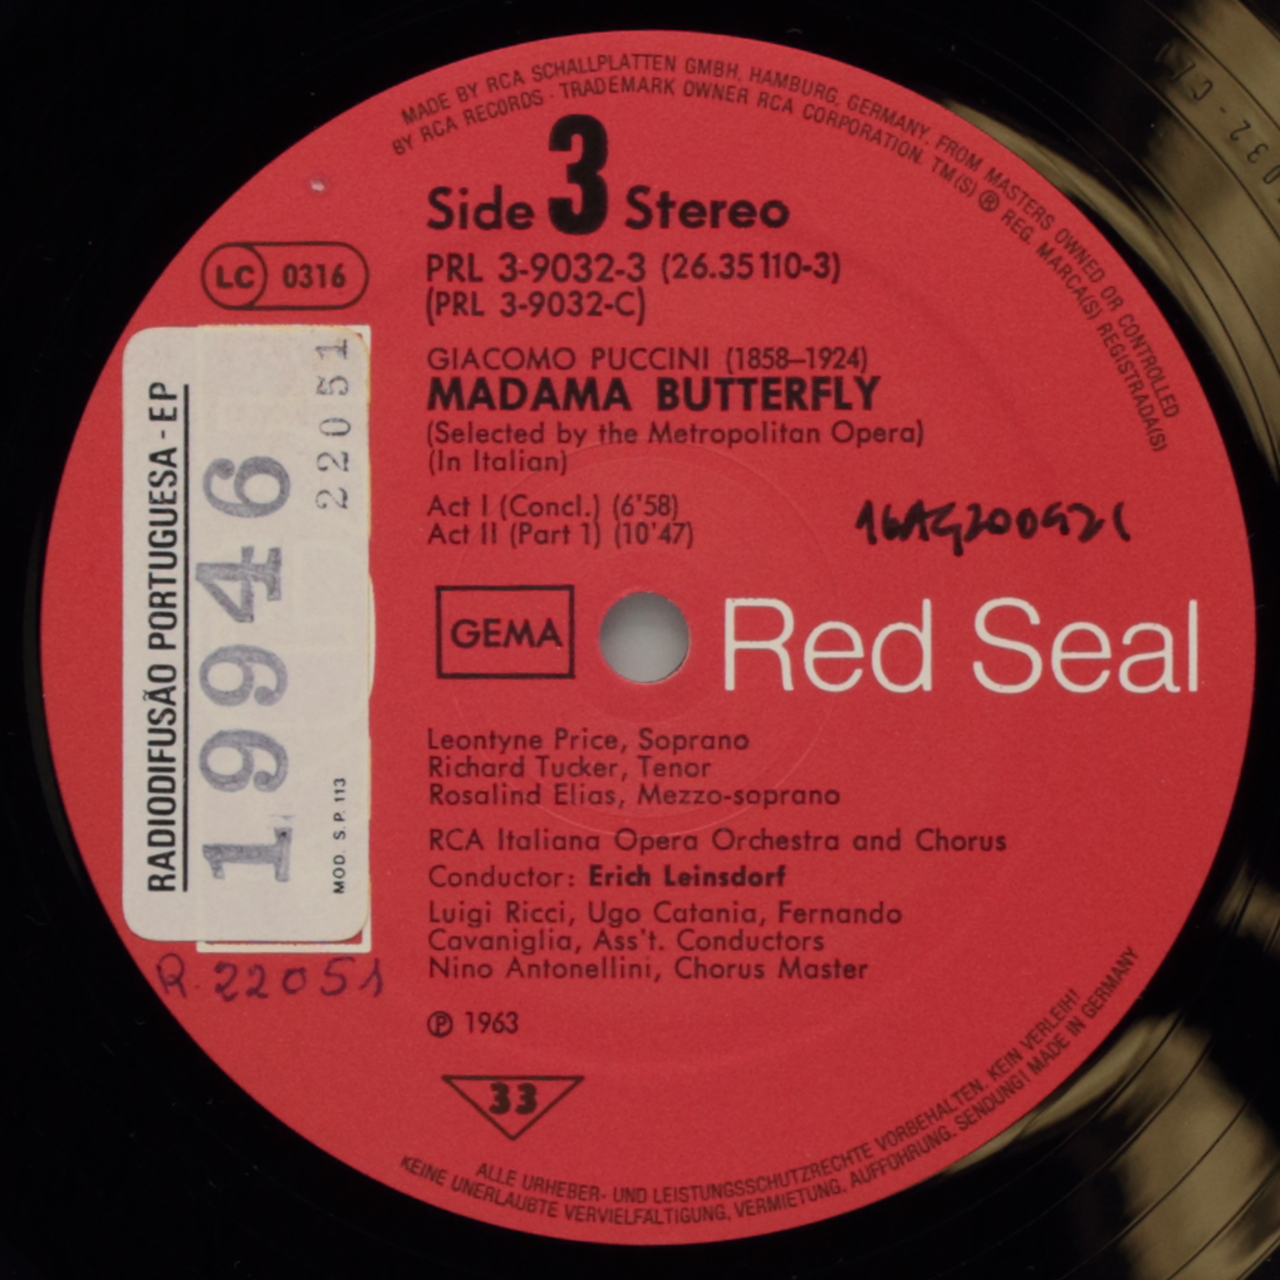 MADE BY RCA SCHALLPLATTEN GMBH, HAMBURG, GERMANY, FROM MASTERS OWNED OR CONTROLLED
BY RCA RECORDS · TRADEMARK OWNER RCA CORPORATION. TM(S) ® REG. MARCA(S) REGISTRADA(S)
Side 3 Stereo
LC 0316
PRL 3-9032-3 (26.35110-3)
(PRL 3-9032-C)
GIACOMO PUCCINI (1858–1924)
MADAMA BUTTERFLY
(Selected by the Metropolitan Opera)
(In Italian)
Act I (Concl.) (6'58)
Act II (Part 1) (10'47)
RADIODIFUSÃO PORTUGUESA - EP
19946
22051
MOD. S.P. 113
R.22051
GEMA
Red Seal
Leontyne Price, Soprano
Richard Tucker, Tenor
Rosalind Elias, Mezzo-soprano
RCA Italiana Opera Orchestra and Chorus
Conductor: Erich Leinsdorf
Luigi Ricci, Ugo Catania, Fernando
Cavaniglia, Ass't. Conductors
Nino Antonellini, Chorus Master
℗ 1963
33
ALLE URHEBER- UND LEISTUNGSSCHUTZRECHTE VORBEHALTEN. KEIN VERLEIH!
KEINE UNERLAUBTE VERVIELFÄLTIGUNG, VERMIETUNG, AUFFÜHRUNG, SENDUNG! MADE IN GERMANY